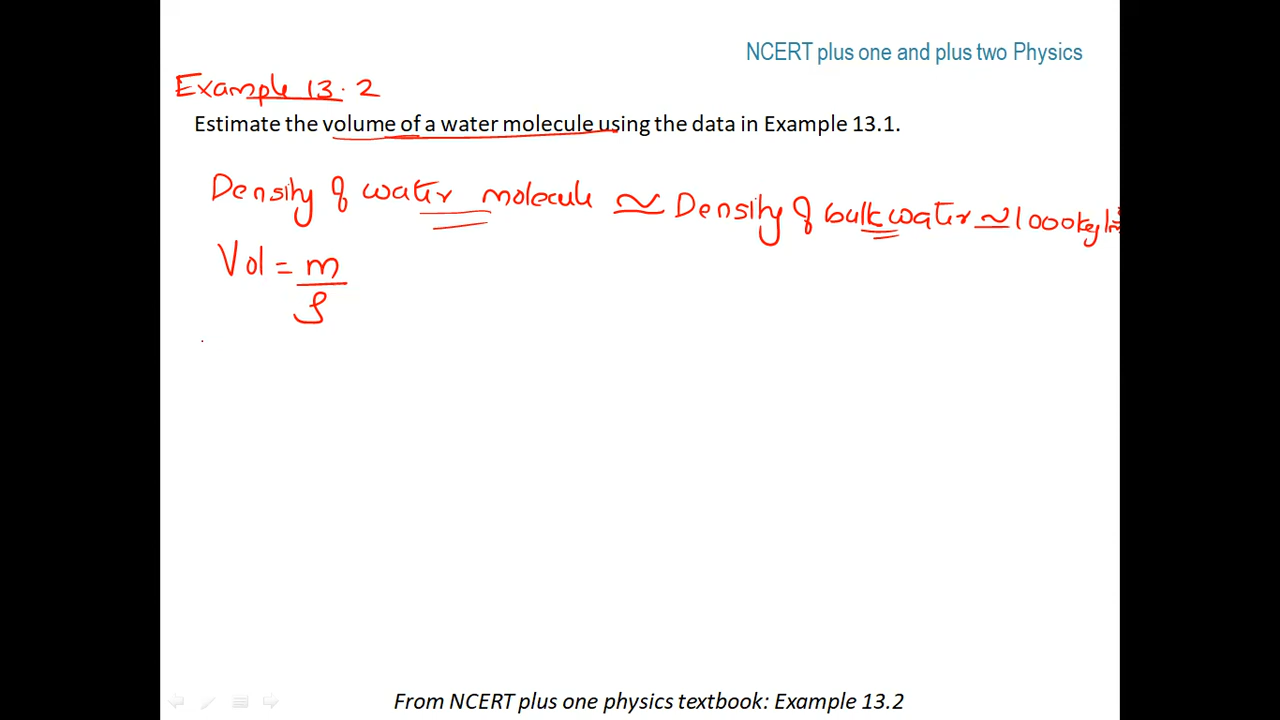 NCERT plus one and plus two Physics
Example 13.2
Estimate the volume of a water molecule using the data in Example 13.1.
Density of water molecule ≃ Density of bulk water ≃ 1000kg/m³
Vol = m/ρ
From NCERT plus one physics textbook: Example 13.2